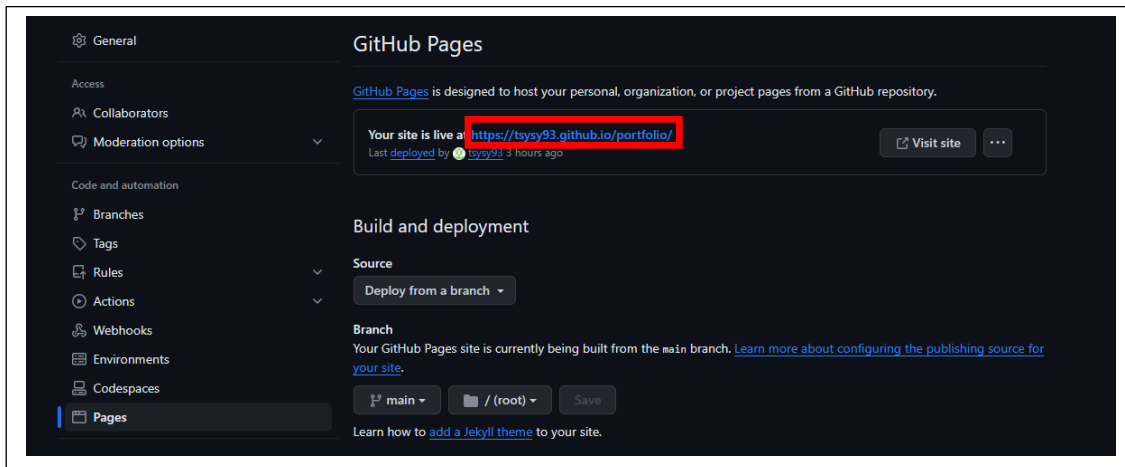 General
Access
Collaborators
Moderation options
Code and automation
Branches
Tags
Rules
Actions
Webhooks
Environments
Codespaces
Pages
GitHub Pages
GitHub Pages is designed to host your personal, organization, or project pages from a GitHub repository.
Your site is live at https://tsysy93.github.io/portfolio/
Last deployed by tsysy93 3 hours ago
Visit site
Build and deployment
Source
Deploy from a branch
Branch
Your GitHub Pages site is currently being built from the main branch. Learn more about configuring the publishing source for
your site.
main / (root) Save
Learn how to add a Jekyll theme to your site.